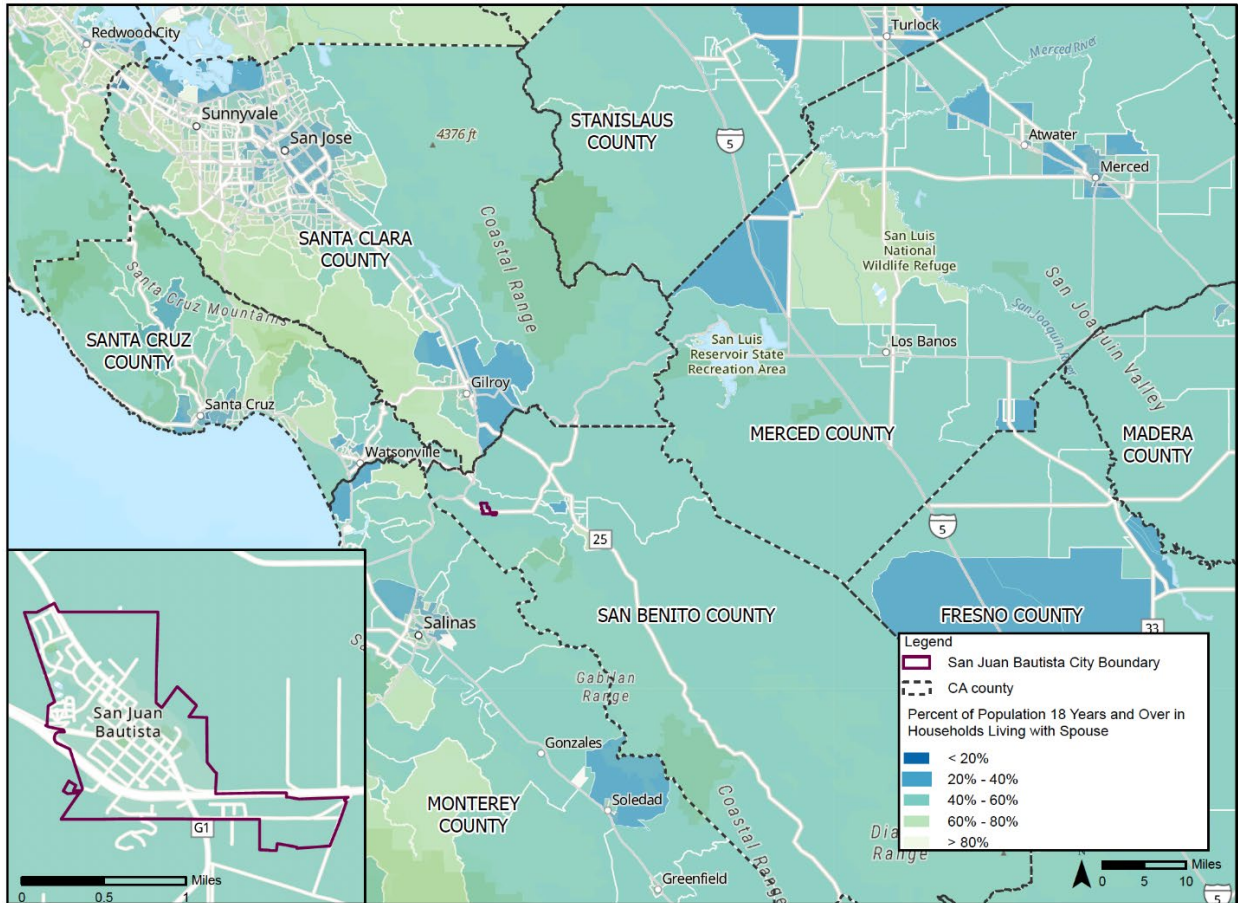 Redwood City
Turlock
Merced River
Sunnyvale
San Jose
4376 ft
STANISLAUS
COUNTY
5
Atwater
Merced
Coastal Range
SANTA CLARA
COUNTY
San Luis
National
Wildlife Refuge
Santa Cruz Mountains
San Joaquin Valley
SANTA CRUZ
COUNTY
San Luis
Reservoir State
Recreation Area
Los Banos
Gilroy
Santa Cruz
MERCED COUNTY
MADERA
COUNTY
Watsonville
25
5
SAN BENITO COUNTY
FRESNO COUNTY
33
Salinas
Gabilan
Range
Gonzales
Soledad
MONTEREY
COUNTY
Coastal Range
Greenfield
Range
5
San Juan
Bautista
G1
Miles
0 0.5 1
Legend
San Juan Bautista City Boundary
CA county
Percent of Population 18 Years and Over in
Households Living with Spouse
< 20%
20% - 40%
40% - 60%
60% - 80%
> 80%
Miles
0 5 10